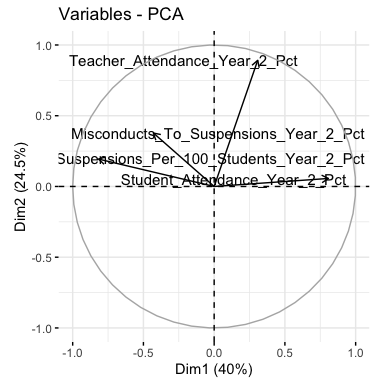 Variables - PCA
1.0
Teacher_Attendance_Year_2_Pct
0.5
Misconducts_To_Suspensions_Year_2_Pct
Suspensions_Per_100_Students_Year_2_Pct
Student_Attendance_Year_2_Pct
0.0
Dim2 (24.5%)
-0.5
-1.0
-1.0 -0.5 0.0 0.5 1.0
Dim1 (40%)